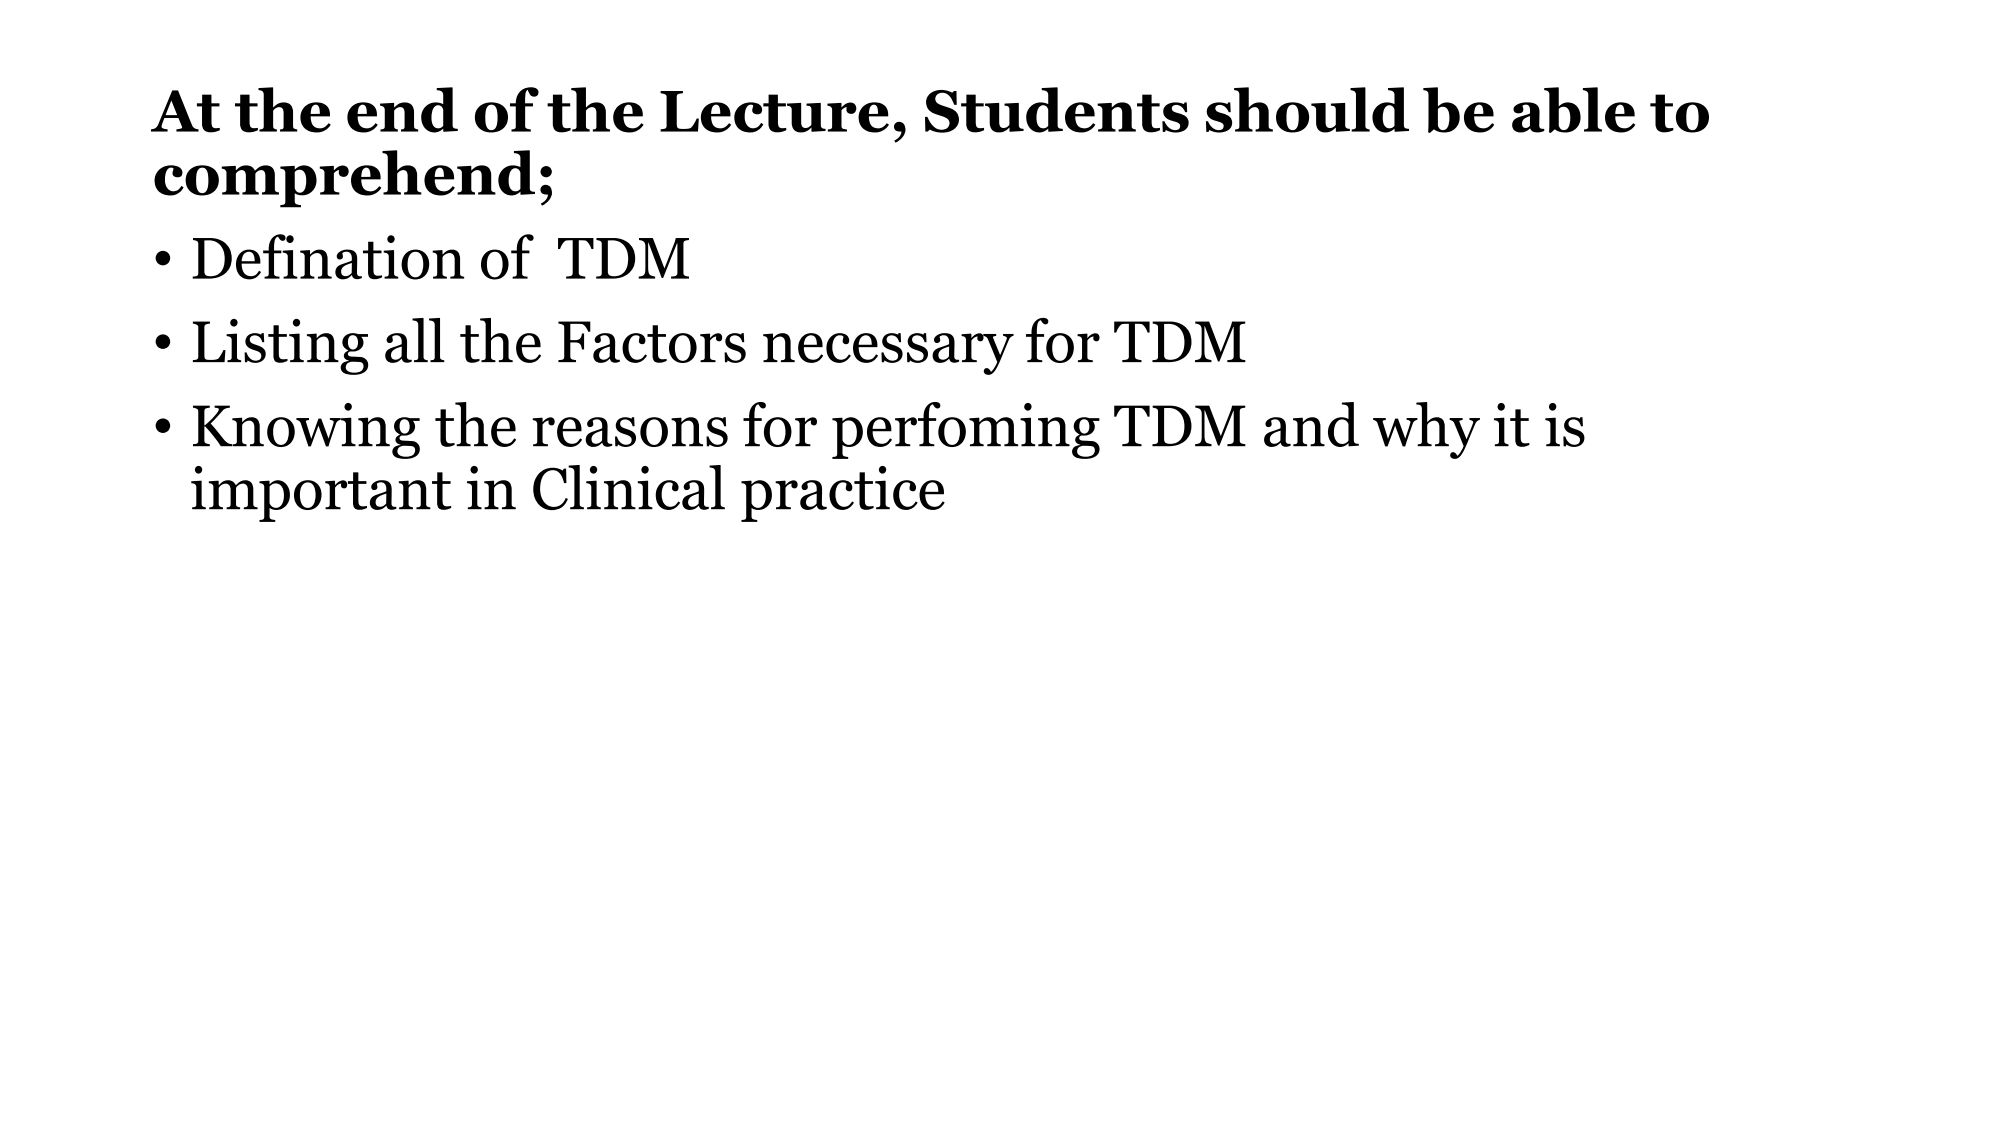 At the end of the Lecture, Students should be able to
comprehend;
• Defination of  TDM
• Listing all the Factors necessary for TDM
• Knowing the reasons for perfoming TDM and why it is
important in Clinical practice